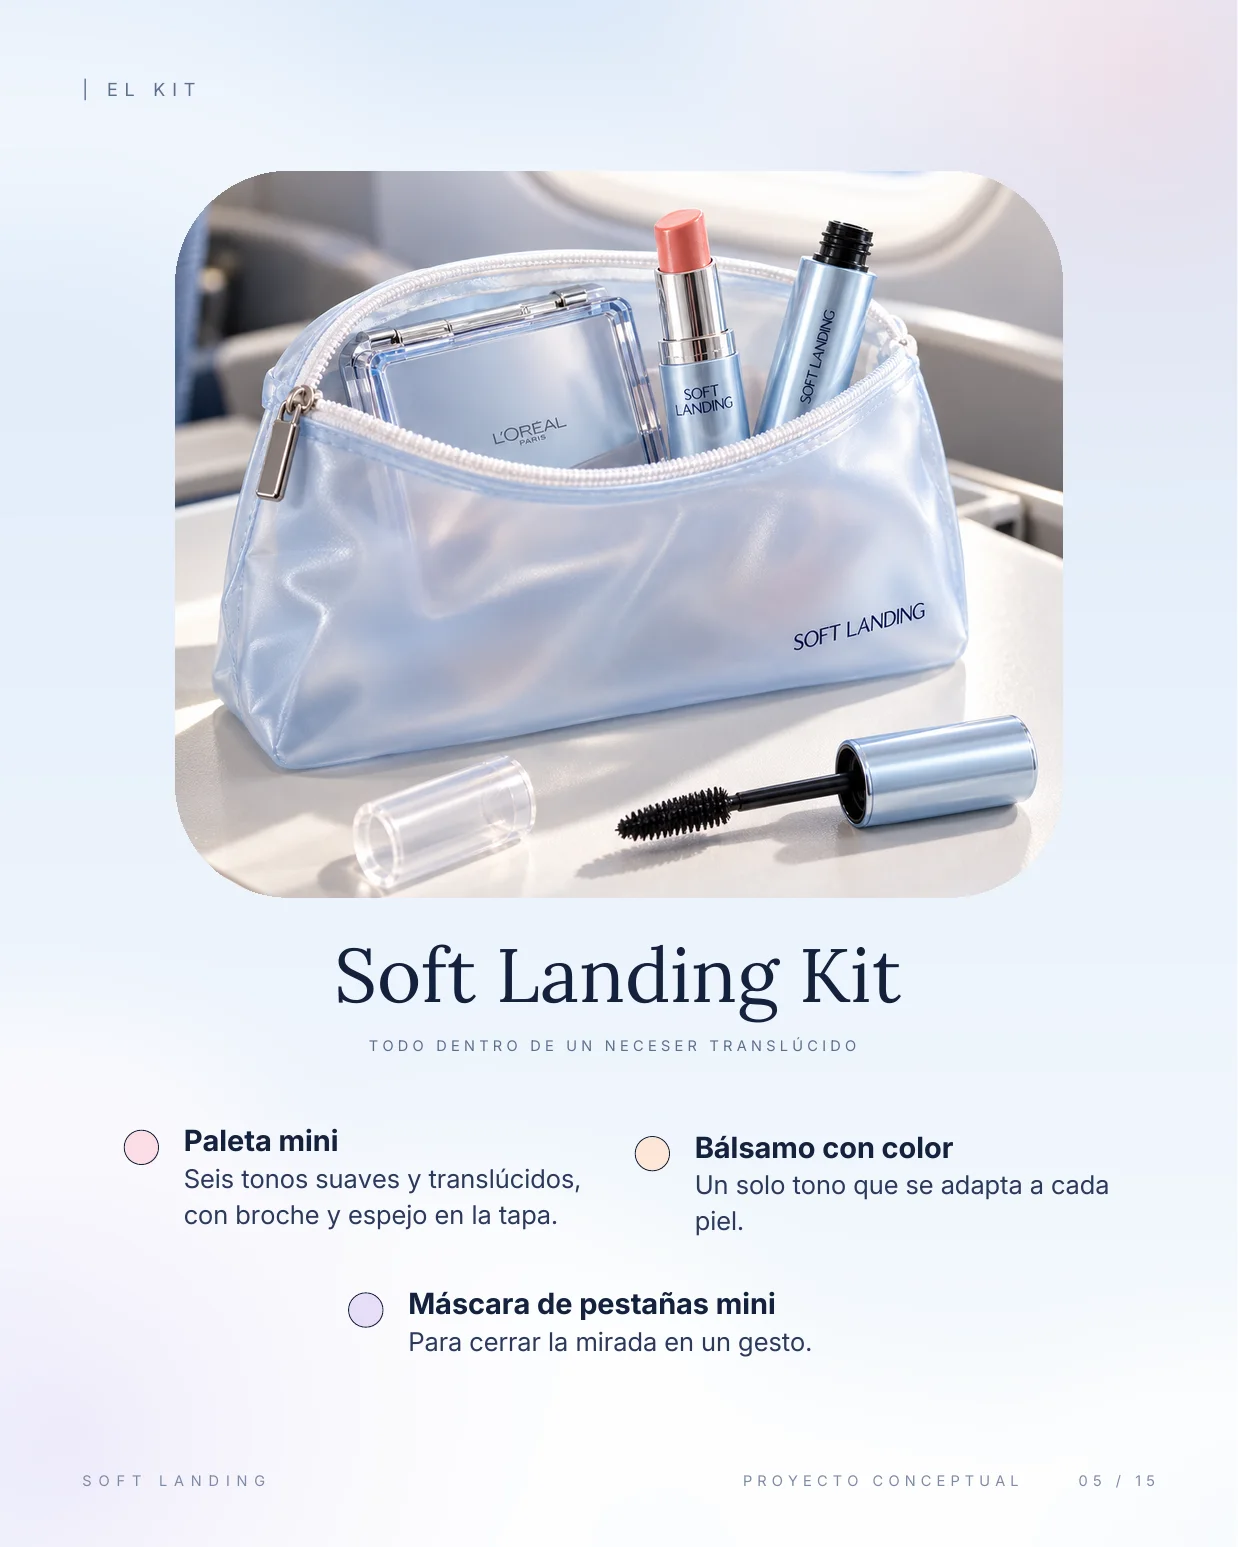 | EL KIT
L'ORÉAL
PARIS
SOFT
LANDING
SOFT LANDING
SOFT LANDING
Soft Landing Kit
TODO DENTRO DE UN NECESER TRANSLÚCIDO
Paleta mini
Seis tonos suaves y translúcidos,
con broche y espejo en la tapa.
Bálsamo con color
Un solo tono que se adapta a cada
piel.
Máscara de pestañas mini
Para cerrar la mirada en un gesto.
SOFT LANDING
PROYECTO CONCEPTUAL 05 / 15